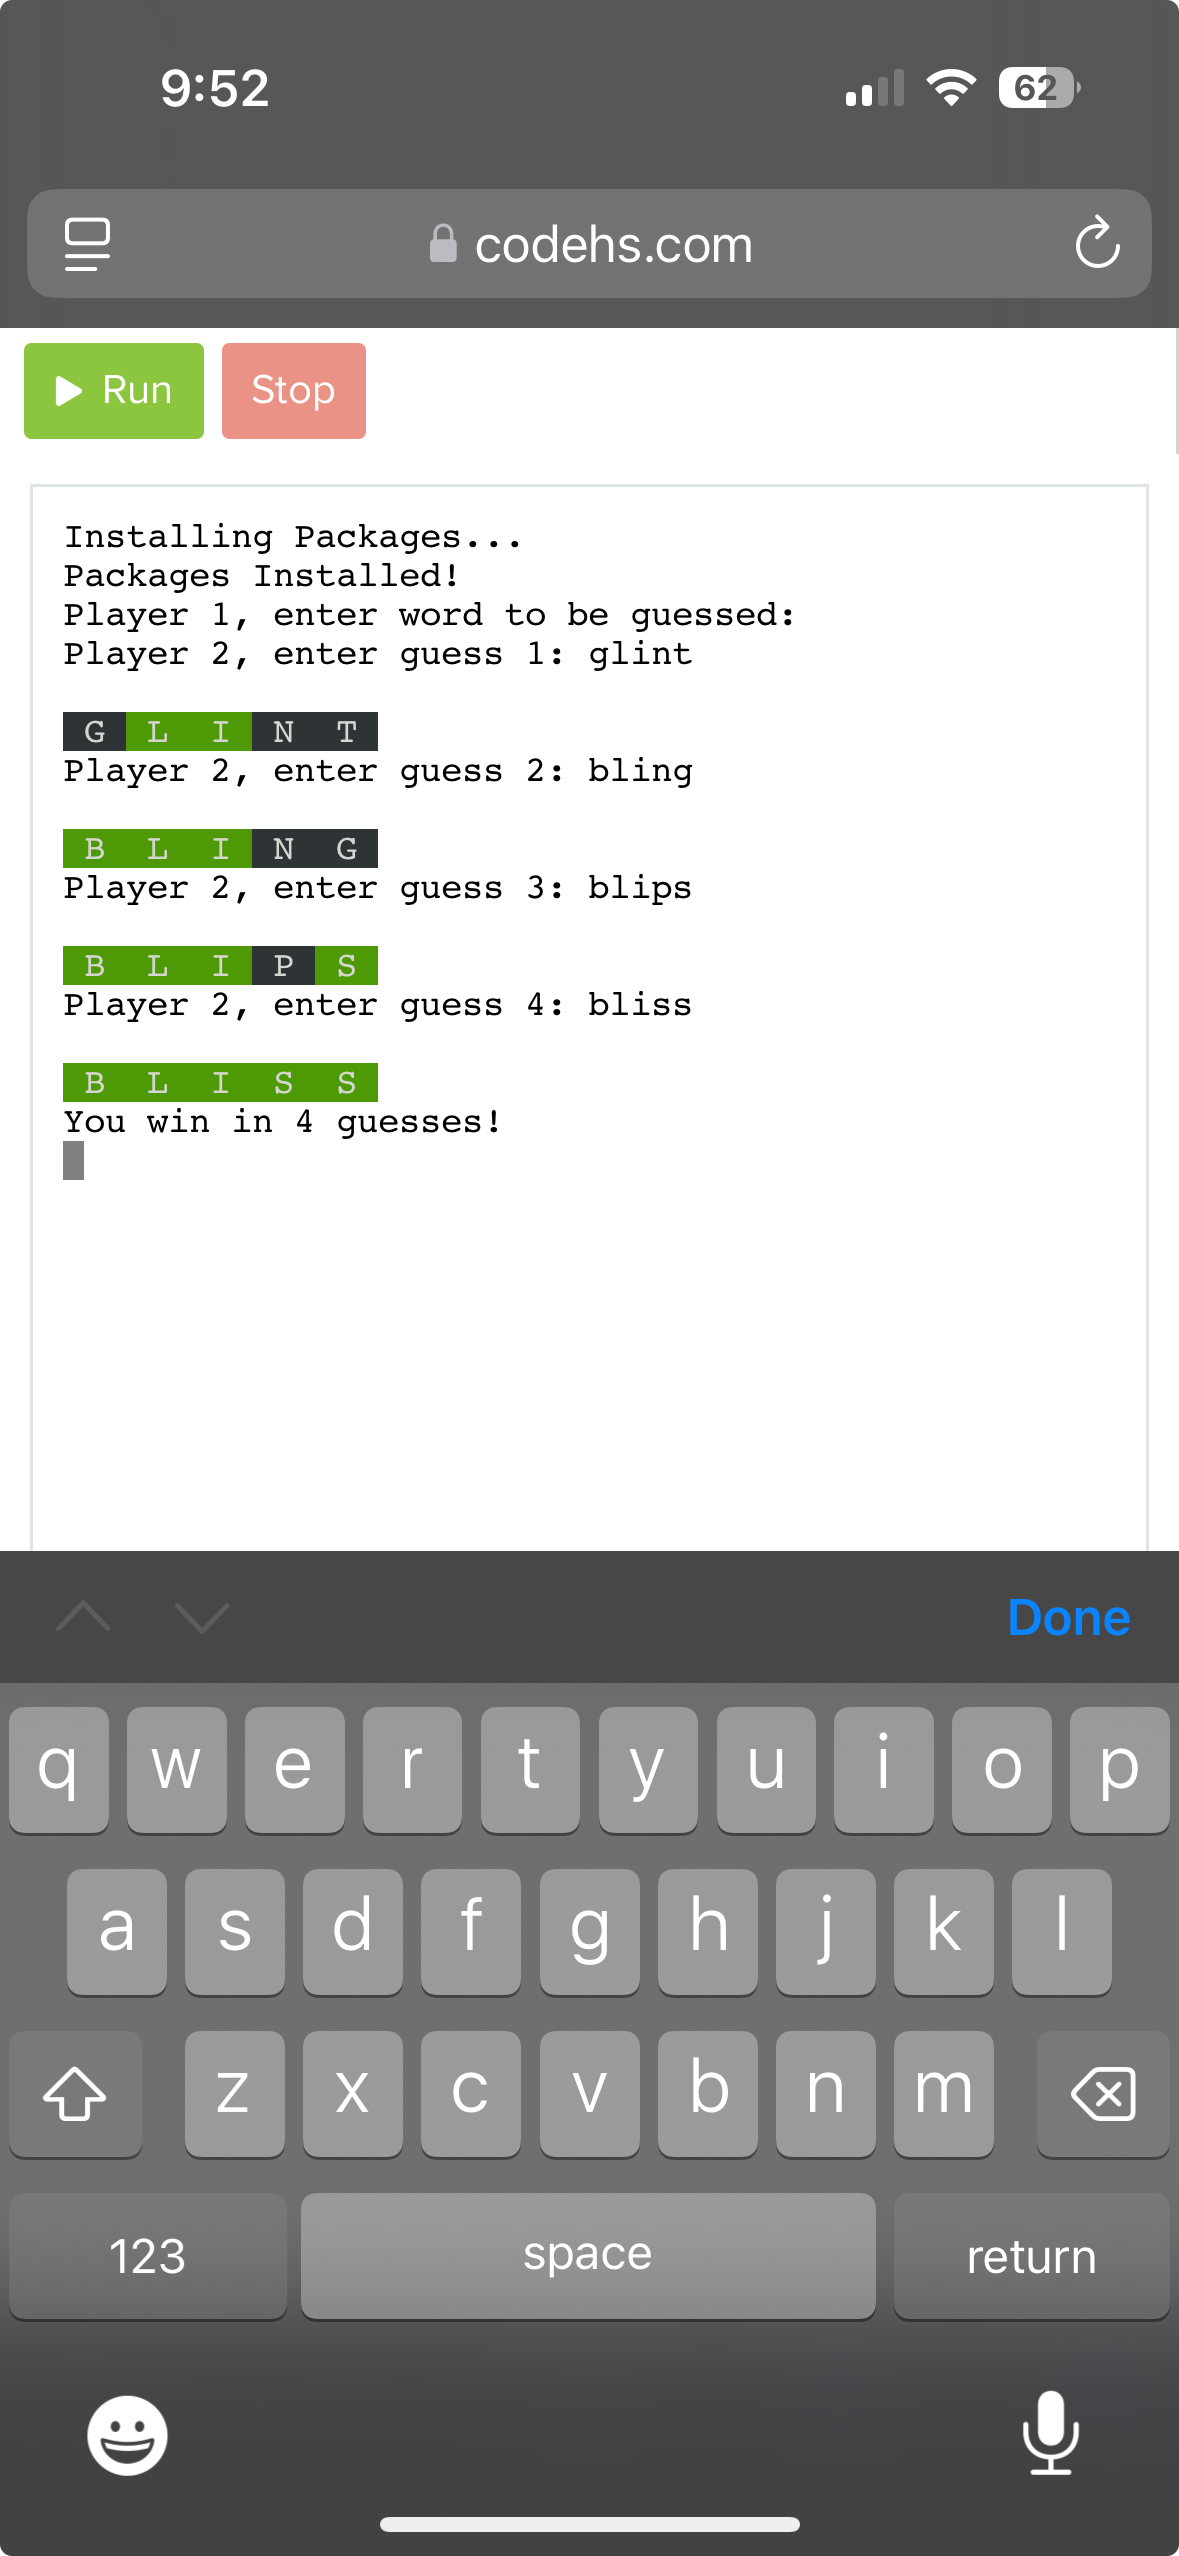 9:52
62
codehs.com
Run
Stop
Installing Packages...
Packages Installed!
Player 1, enter word to be guessed:
Player 2, enter guess 1: glint
G L I N T
Player 2, enter guess 2: bling
B L I N G
Player 2, enter guess 3: blips
B L I P S
Player 2, enter guess 4: bliss
B L I S S
You win in 4 guesses!
Done
q w e r t y u i o p
a s d f g h j k l
z x c v b n m
123 space return